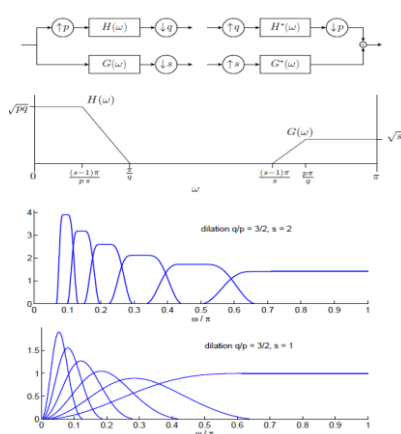 ↑p H(ω) ↓q ↑q H*(ω) ↓p
G(ω) ↓s ↑s G*(ω)
√pq H(ω) G(ω) √s
0 (s−1)π/ps π/q ω (s−1)π/s pπ/q π
4
3
2
1
0
dilation q/p = 3/2, s = 2
0 0.1 0.2 0.3 0.4 0.5 0.6 0.7 0.8 0.9 1
ω/π
1.5
1
0.5
0
dilation q/p = 3/2, s = 1
0 0.1 0.2 0.3 0.4 0.5 0.6 0.7 0.8 0.9 1
ω/π